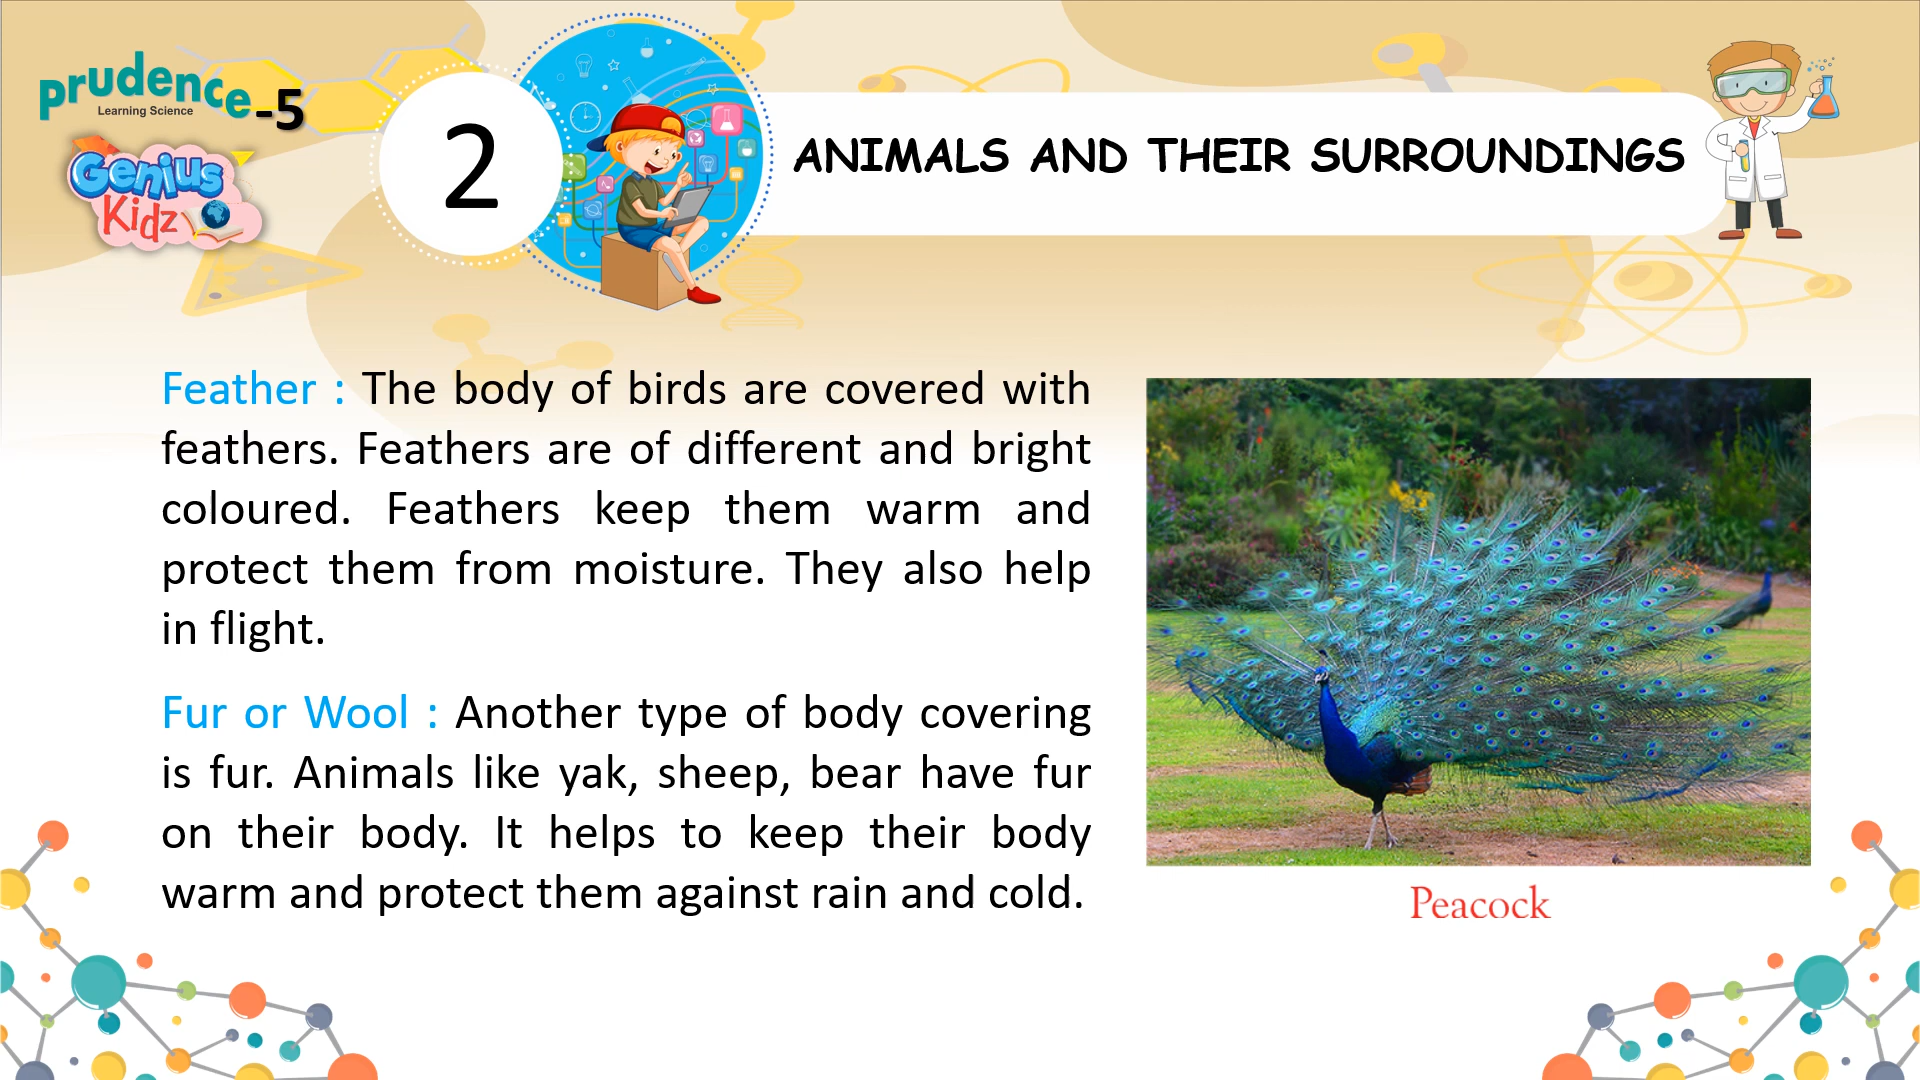 prudence-5
Learning Science
Genius
Kidz
2
ANIMALS AND THEIR SURROUNDINGS
Feather : The body of birds are covered with
feathers. Feathers are of different and bright
coloured. Feathers keep them warm and
protect them from moisture. They also help
in flight.
Fur or Wool : Another type of body covering
is fur. Animals like yak, sheep, bear have fur
on their body. It helps to keep their body
warm and protect them against rain and cold.
Peacock